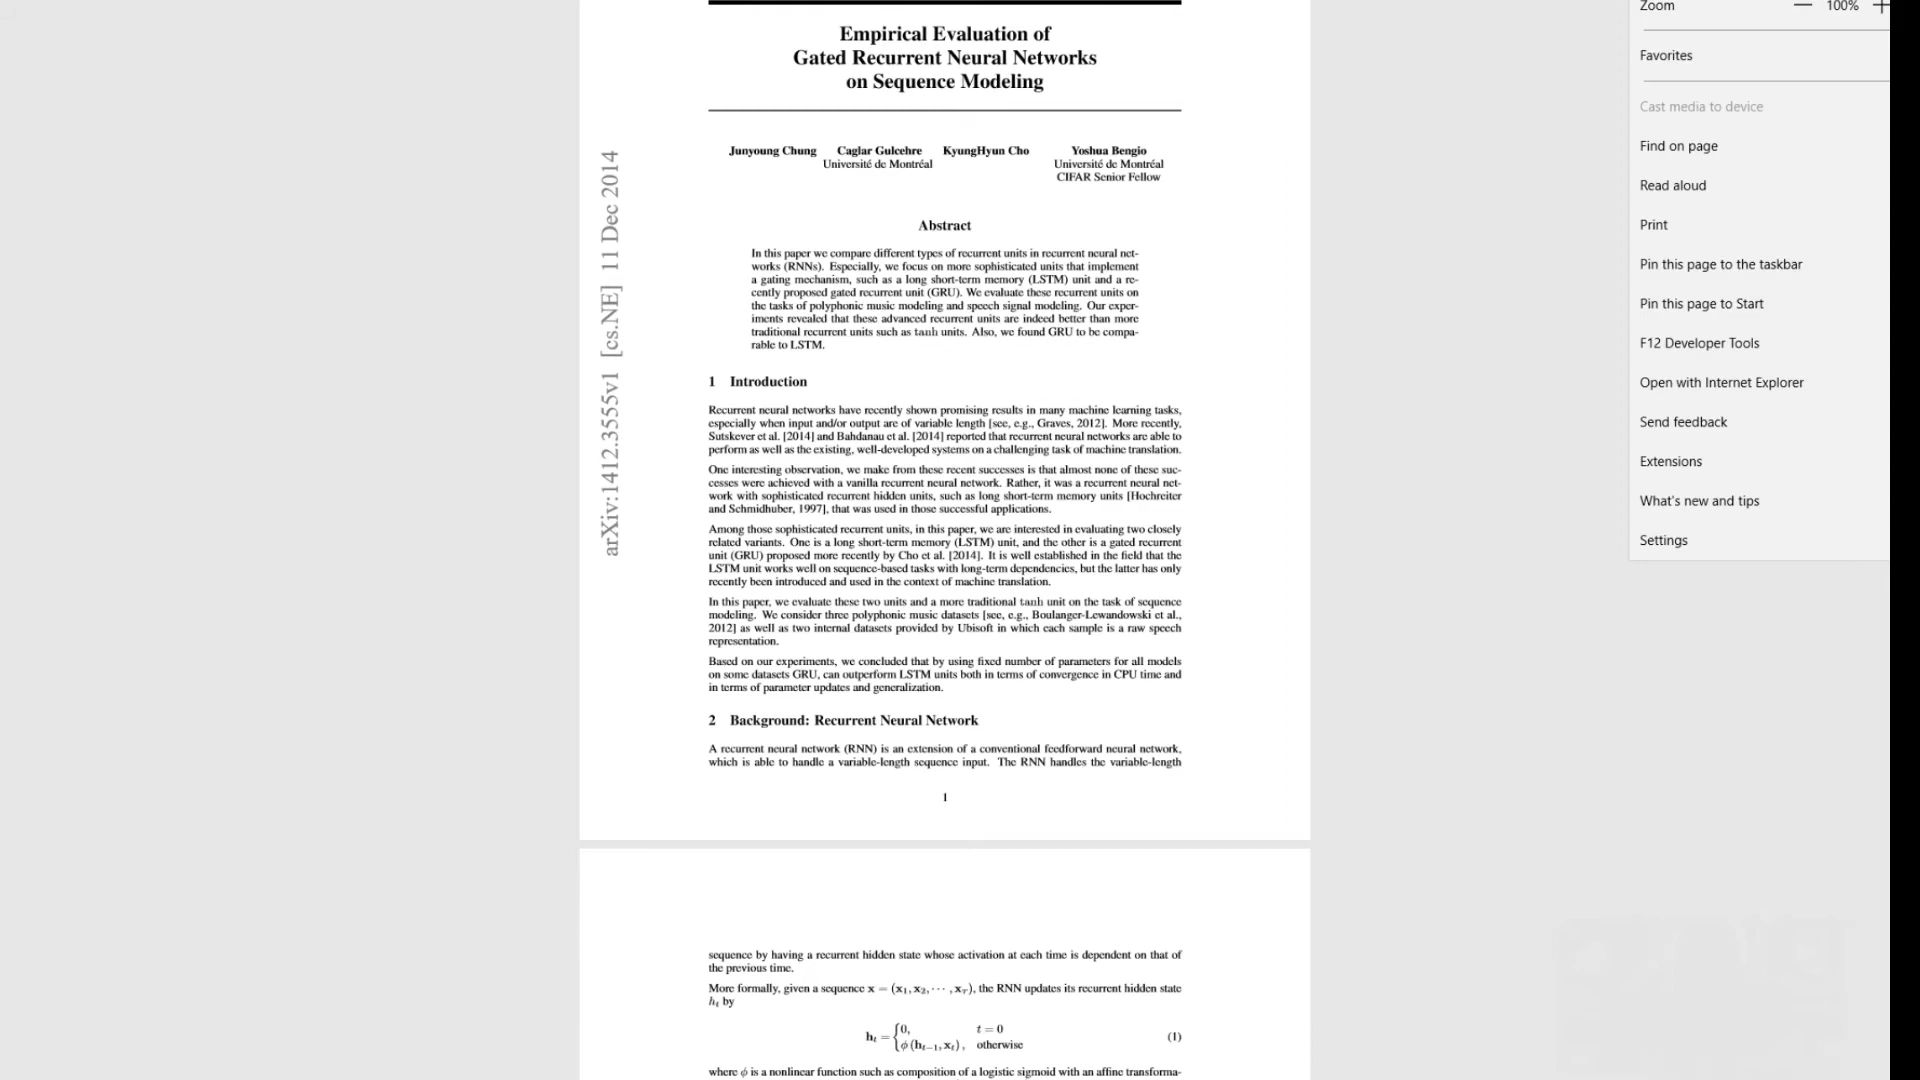 Empirical Evaluation of
Gated Recurrent Neural Networks
on Sequence Modeling
Junyoung Chung Caglar Gulcehre KyungHyun Cho Yoshua Bengio
Université de Montréal Université de Montréal
CIFAR Senior Fellow
arXiv:1412.3555v1 [cs.NE] 11 Dec 2014
Abstract
In this paper we compare different types of recurrent units in recurrent neural net-
works (RNNs). Especially, we focus on more sophisticated units that implement
a gating mechanism, such as a long short-term memory (LSTM) unit and a re-
cently proposed gated recurrent unit (GRU). We evaluate these recurrent units on
the tasks of polyphonic music modeling and speech signal modeling. Our exper-
iments revealed that these advanced recurrent units are indeed better than more
traditional recurrent units such as tanh units. Also, we found GRU to be compa-
rable to LSTM.
1 Introduction
Recurrent neural networks have recently shown promising results in many machine learning tasks,
especially when input and/or output are of variable length [see, e.g., Graves, 2012]. More recently,
Sutskever et al. [2014] and Bahdanau et al. [2014] reported that recurrent neural networks are able to
perform as well as the existing, well-developed systems on a challenging task of machine translation.
One interesting observation, we make from these recent successes is that almost none of these suc-
cesses were achieved with a vanilla recurrent neural network. Rather, it was a recurrent neural net-
work with sophisticated recurrent hidden units, such as long short-term memory units [Hochreiter
and Schmidhuber, 1997], that was used in those successful applications.
Among those sophisticated recurrent units, in this paper, we are interested in evaluating two closely
related variants. One is a long short-term memory (LSTM) unit, and the other is a gated recurrent
unit (GRU) proposed more recently by Cho et al. [2014]. It is well established in the field that the
LSTM unit works well on sequence-based tasks with long-term dependencies, but the latter has only
recently been introduced and used in the context of machine translation.
In this paper, we evaluate these two units and a more traditional tanh unit on the task of sequence
modeling. We consider three polyphonic music datasets [see, e.g., Boulanger-Lewandowski et al.,
2012] as well as two internal datasets provided by Ubisoft in which each sample is a raw speech
representation.
Based on our experiments, we concluded that by using fixed number of parameters for all models
on some datasets GRU, can outperform LSTM units both in terms of convergence in CPU time and
in terms of parameter updates and generalization.
2 Background: Recurrent Neural Network
A recurrent neural network (RNN) is an extension of a conventional feedforward neural network,
which is able to handle a variable-length sequence input. The RNN handles the variable-length
1
sequence by having a recurrent hidden state whose activation at each time is dependent on that of
the previous time.
More formally, given a sequence x = (x₁, x₂, ⋯ , x_T), the RNN updates its recurrent hidden state
h_t by
h_t = { 0, t = 0
ϕ (h_{t−1}, x_t) , otherwise (1)
where ϕ is a nonlinear function such as composition of a logistic sigmoid with an affine transforma-
Zoom — 100% +
Favorites
Cast media to device
Find on page
Read aloud
Print
Pin this page to the taskbar
Pin this page to Start
F12 Developer Tools
Open with Internet Explorer
Send feedback
Extensions
What's new and tips
Settings